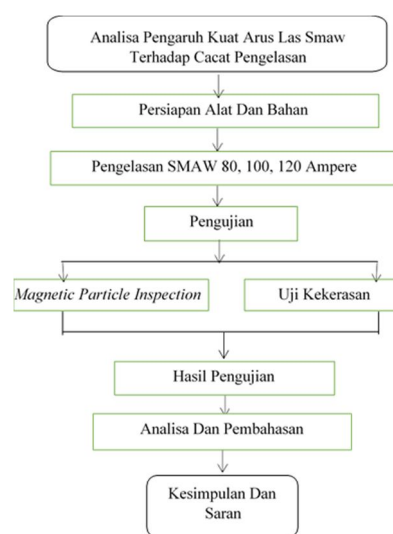 Analisa Pengaruh Kuat Arus Las Smaw
Terhadap Cacat Pengelasan
Persiapan Alat Dan Bahan
Pengelasan SMAW 80, 100, 120 Ampere
Pengujian
Magnetic Particle Inspection
Uji Kekerasan
Hasil Pengujian
Analisa Dan Pembahasan
Kesimpulan Dan
Saran